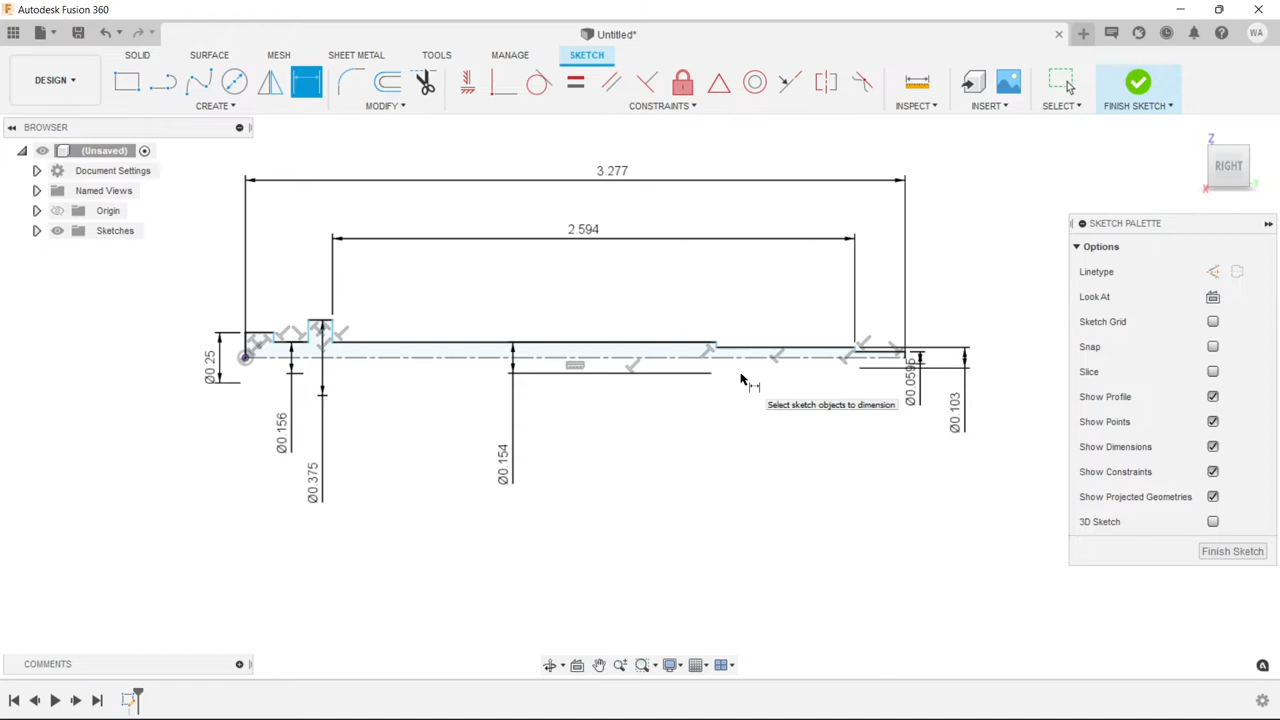 Autodesk Fusion 360
Untitled*
WA
DESIGN
SOLID
SURFACE
MESH
SHEET METAL
TOOLS
MANAGE
SKETCH
CREATE
MODIFY
CONSTRAINTS
INSPECT
INSERT
SELECT
FINISH SKETCH
BROWSER
(Unsaved)
Document Settings
Named Views
Origin
Sketches
3.277
2.594
Ø0.25
Ø0.156
Ø0.375
Ø0.154
Ø0.0595
Ø0.103
Select sketch objects to dimension
Z
RIGHT
X
Y
SKETCH PALETTE
Options
Linetype
Look At
Sketch Grid
Snap
Slice
Show Profile
Show Points
Show Dimensions
Show Constraints
Show Projected Geometries
3D Sketch
Finish Sketch
COMMENTS